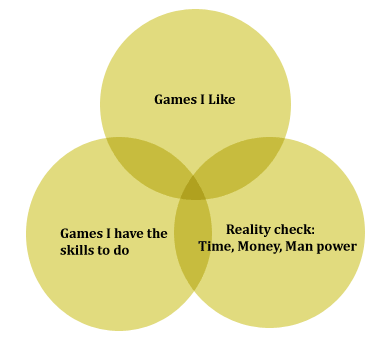 Games I Like
Games I have the
skills to do
Reality check:
Time, Money, Man power